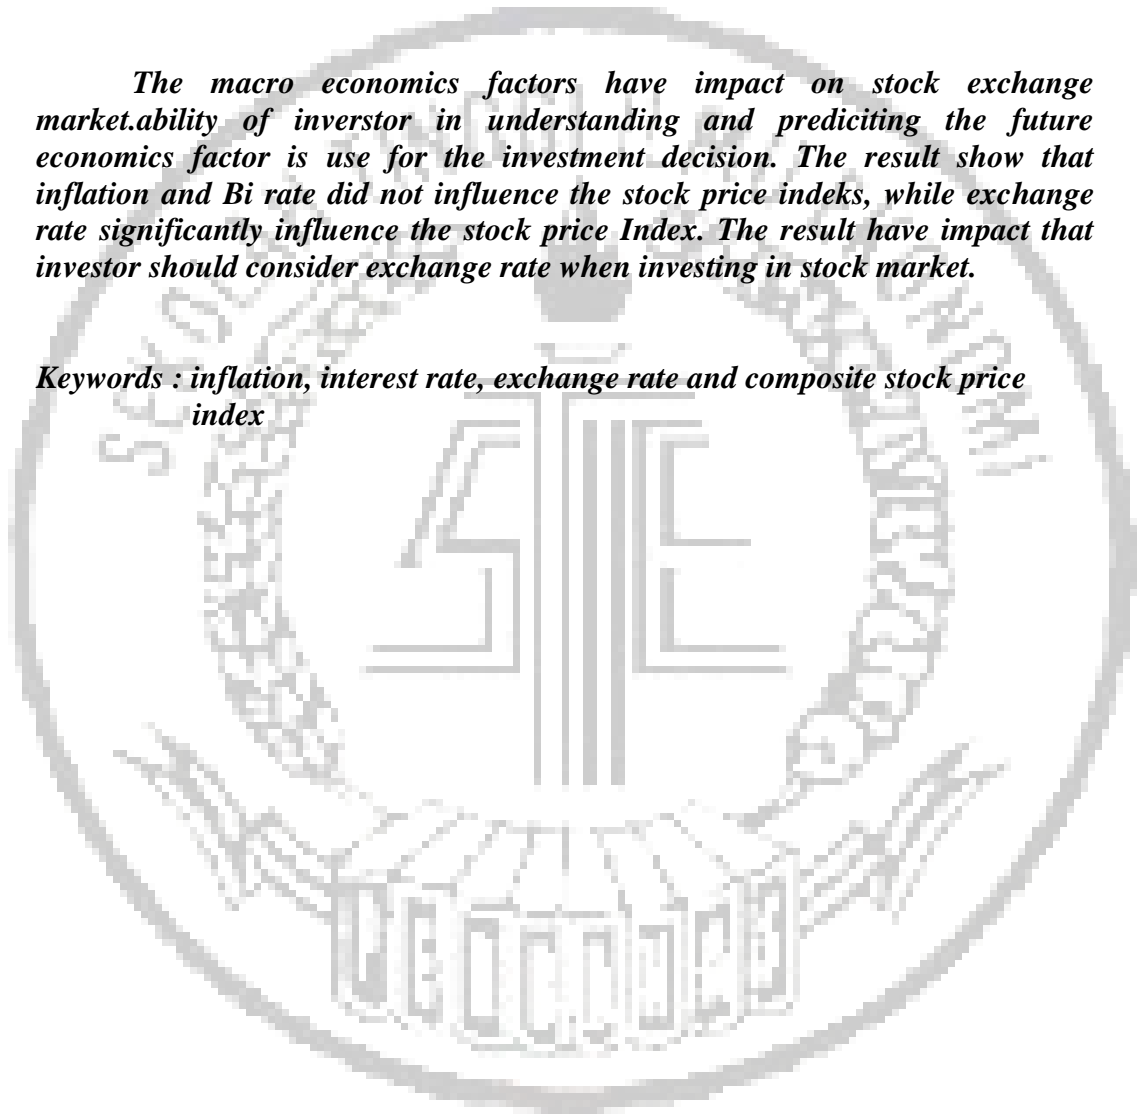 The macro economics factors have impact on stock exchange
market.ability of inverstor in understanding and prediciting the future
economics factor is use for the investment decision. The result show that
inflation and Bi rate did not influence the stock price indeks, while exchange
rate significantly influence the stock price Index. The result have impact that
investor should consider exchange rate when investing in stock market.
Keywords : inflation, interest rate, exchange rate and composite stock price
index